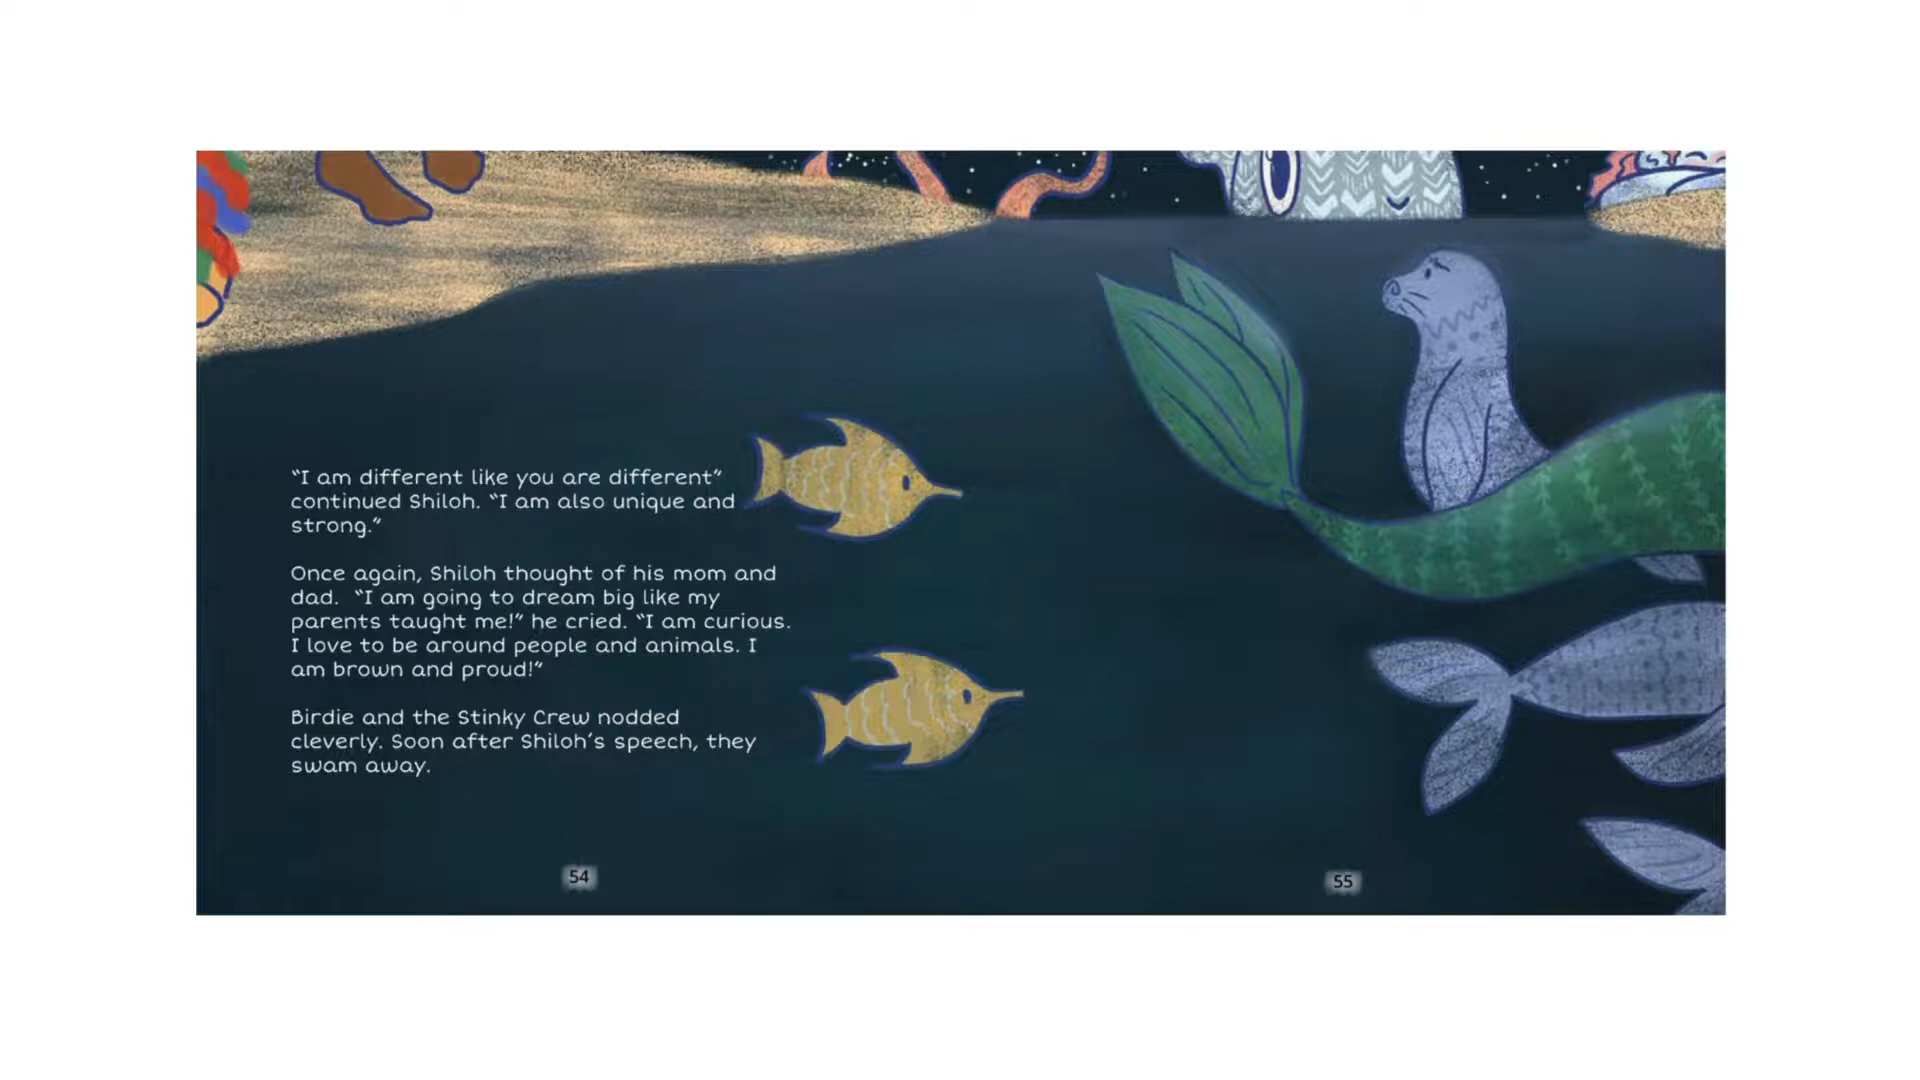 “I am different like you are different”
continued Shiloh. “I am also unique and
strong.”
Once again, Shiloh thought of his mom and
dad.  “I am going to dream big like my
parents taught me!” he cried. “I am curious.
I love to be around people and animals. I
am brown and proud!”
Birdie and the Stinky Crew nodded
cleverly. Soon after Shiloh’s speech, they
swam away.
54
55